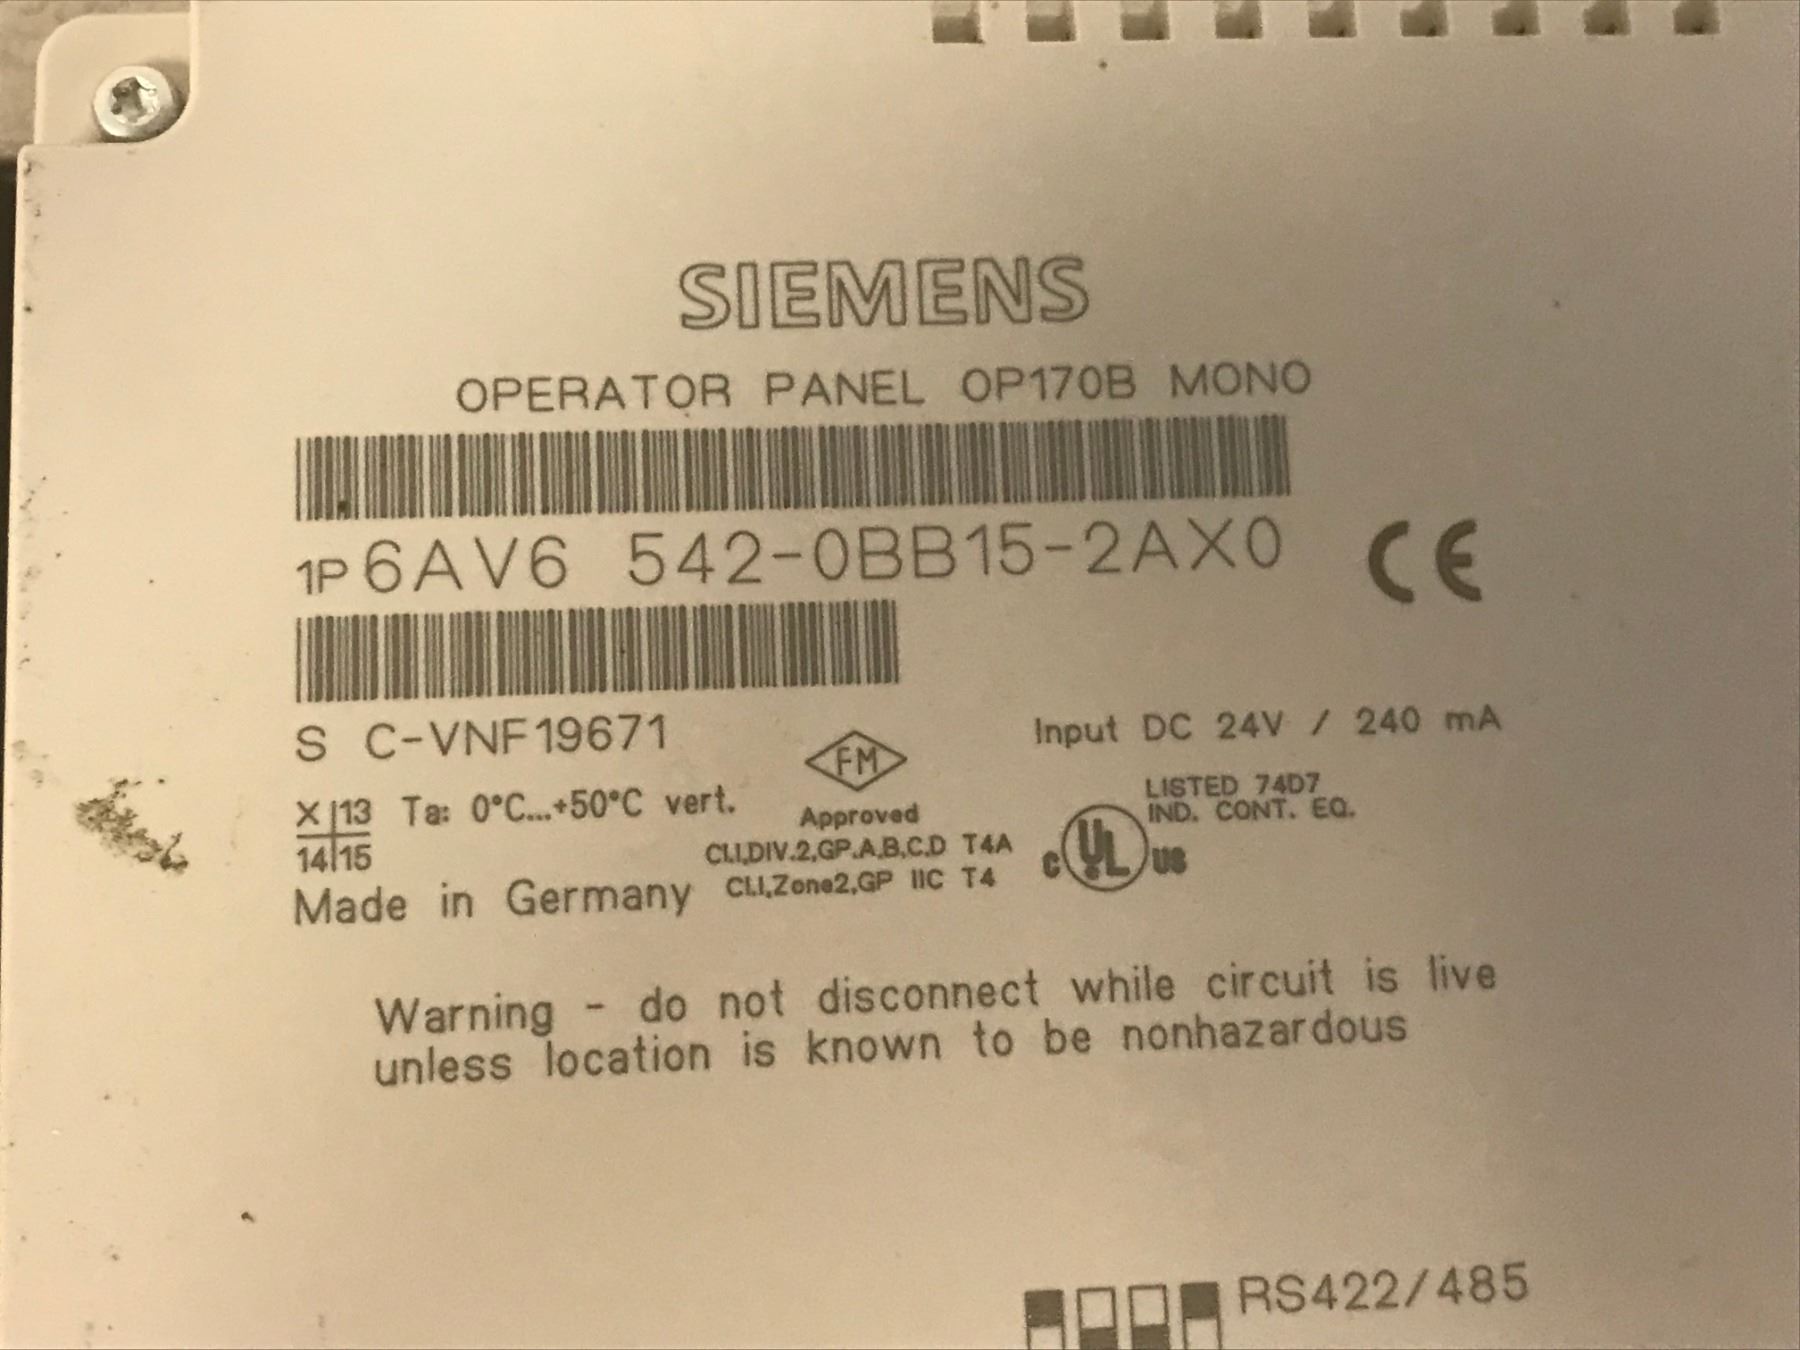 SIEMENS
OPERATOR PANEL OP170B MONO
1P 6AV6 542-0BB15-2AX0
CE
S C-VNF19671
Input DC 24V / 240 mA
FM
Approved
LISTED 74D7
IND. CONT. EQ.
X 13
14 15
Ta: 0°C...+50°C vert.
CL.I,DIV.2,GP.A,B,C,D T4A
CL.I,Zone2,GP IIC T4
C UL US
Made in Germany
Warning - do not disconnect while circuit is live
unless location is known to be nonhazardous
RS422/485